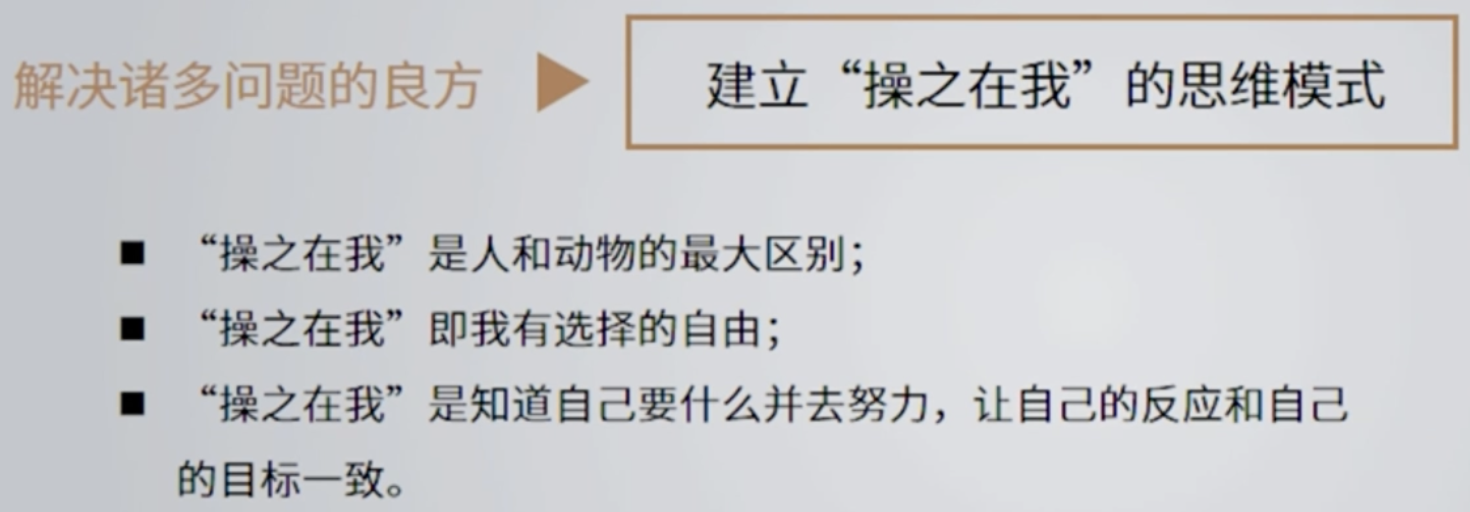 解决诸多问题的良方 ▶ 建立“操之在我”的思维模式
■ “操之在我”是人和动物的最大区别；
■ “操之在我”即我有选择的自由；
■ “操之在我”是知道自己要什么并去努力，让自己的反应和自己
的目标一致。